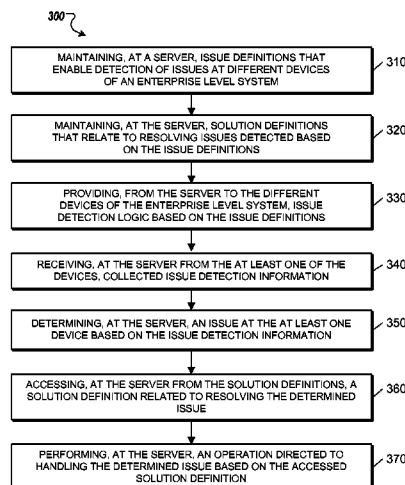 300
MAINTAINING, AT A SERVER, ISSUE DEFINITIONS THAT
ENABLE DETECTION OF ISSUES AT DIFFERENT DEVICES
OF AN ENTERPRISE LEVEL SYSTEM
310
MAINTAINING, AT THE SERVER, SOLUTION DEFINITIONS
THAT RELATE TO RESOLVING ISSUES DETECTED BASED
ON THE ISSUE DEFINITIONS
320
PROVIDING, FROM THE SERVER TO THE DIFFERENT
DEVICES OF THE ENTERPRISE LEVEL SYSTEM, ISSUE
DETECTION LOGIC BASED ON THE ISSUE DEFINITIONS
330
RECEIVING, AT THE SERVER FROM THE AT LEAST ONE OF THE
DEVICES, COLLECTED ISSUE DETECTION INFORMATION
340
DETERMINING, AT THE SERVER, AN ISSUE AT THE AT LEAST ONE
DEVICE BASED ON THE ISSUE DETECTION INFORMATION
350
ACCESSING, AT THE SERVER FROM THE SOLUTION DEFINITIONS, A
SOLUTION DEFINITION RELATED TO RESOLVING THE DETERMINED
ISSUE
360
PERFORMING, AT THE SERVER, AN OPERATION DIRECTED TO
HANDLING THE DETERMINED ISSUE BASED ON THE ACCESSED
SOLUTION DEFINITION
370